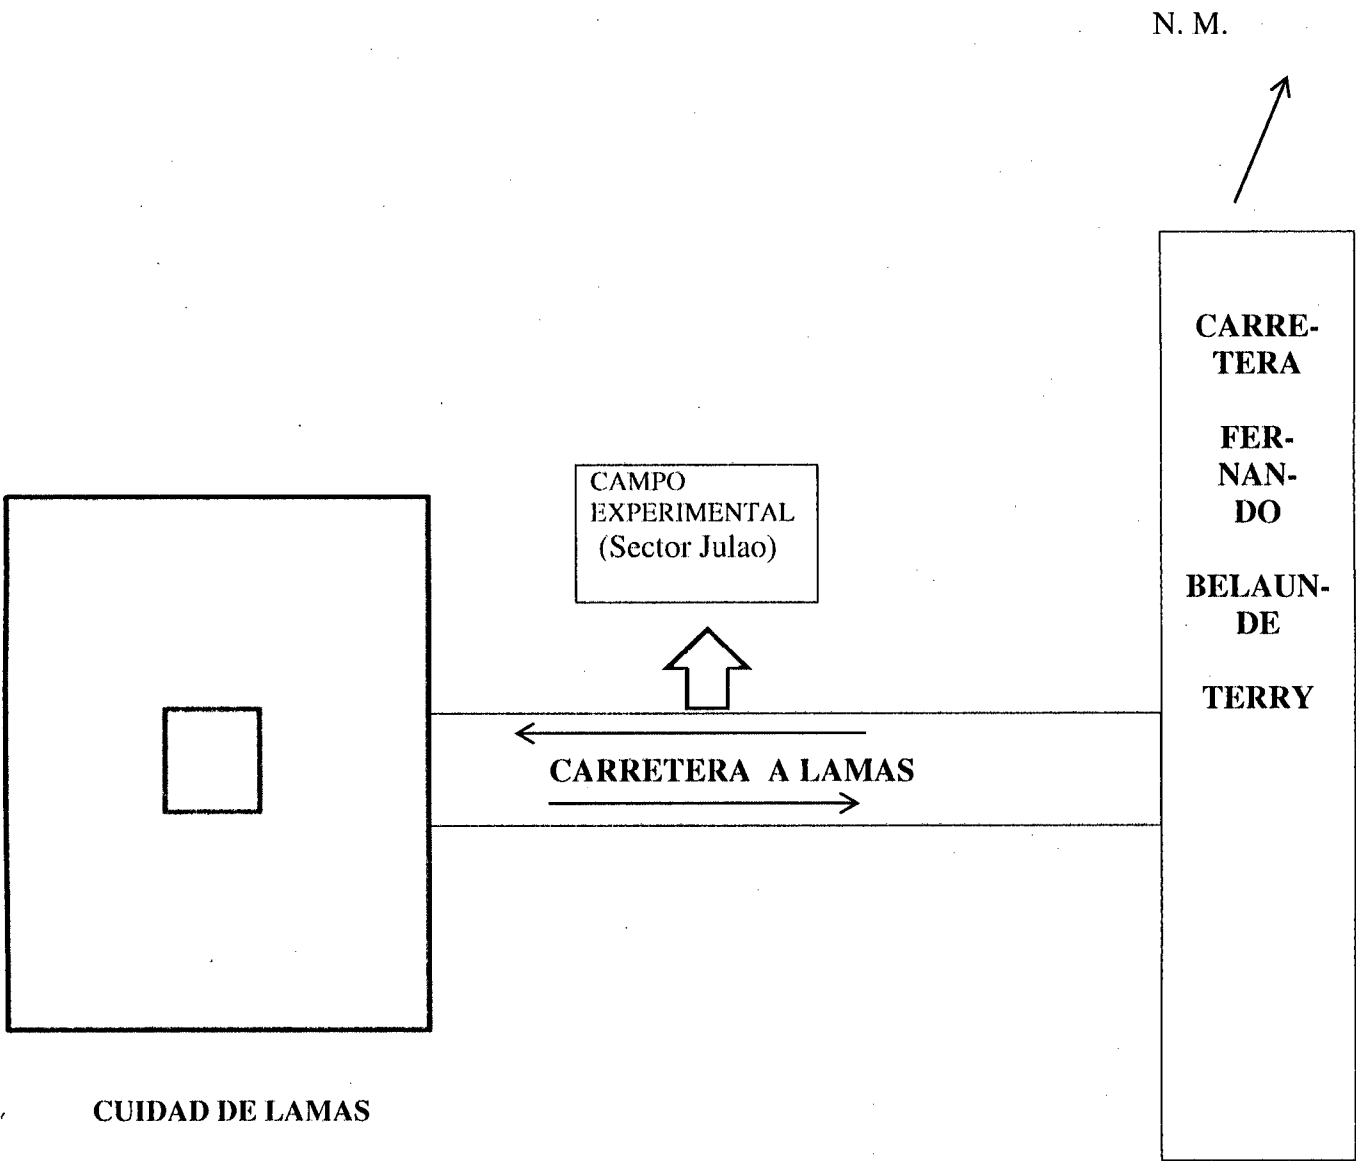 N. M.
CARRE-
TERA
FER-
NAN-
DO
BELAUN-
DE
TERRY
CAMPO
EXPERIMENTAL
(Sector Julao)
CARRETERA A LAMAS
CUIDAD DE LAMAS